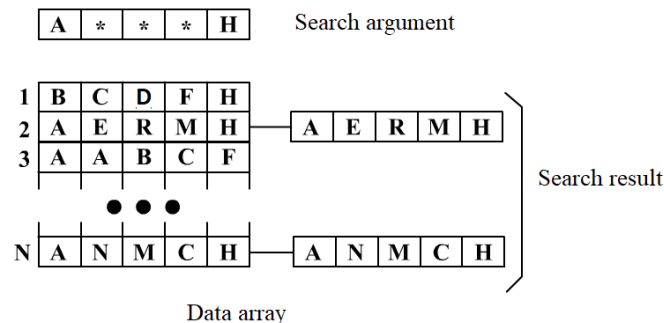 A * * * H Search argument
1 B C D F H
2 A E R M H A E R M H
3 A A B C F
Search result
N A N M C H A N M C H
Data array